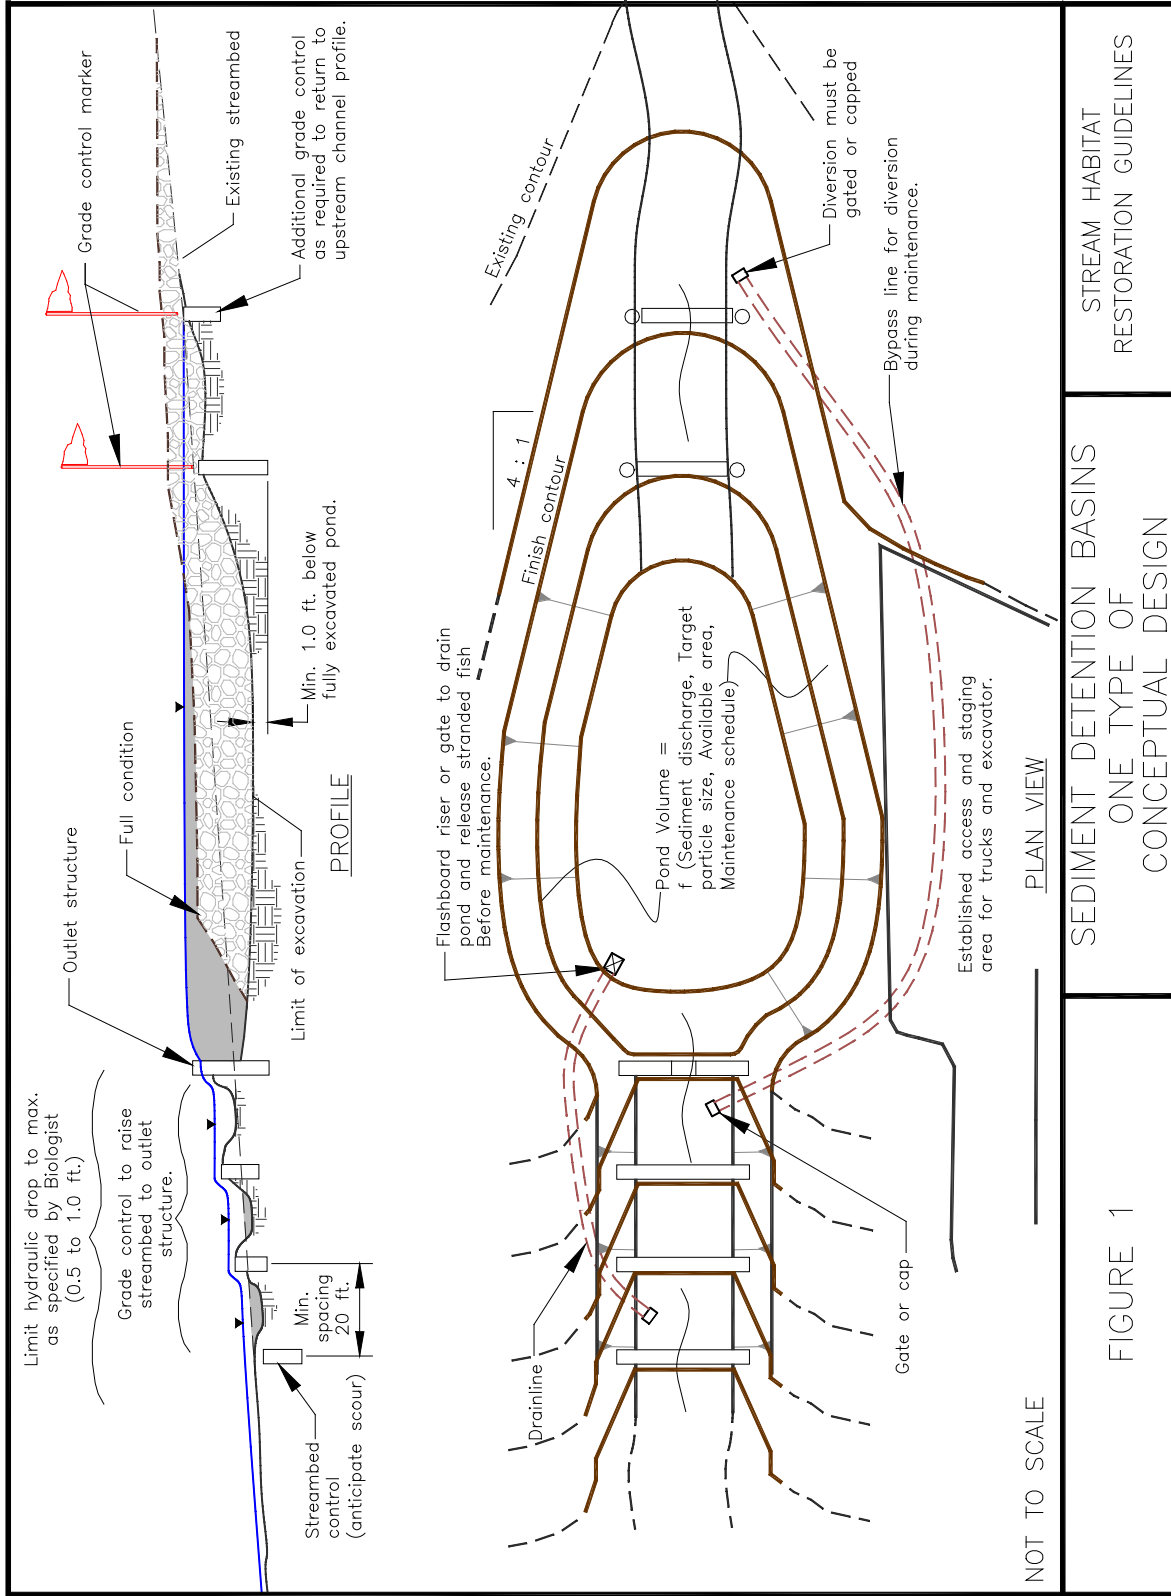 Limit hydraulic drop to max.
as specified by Biologist
(0.5 to 1.0 ft.)
Grade control to raise
streambed to outlet
structure.
Min.
spacing
20 ft.
Streambed
control
(anticipate scour)
Outlet structure
Full condition
Limit of excavation
PROFILE
Min. 1.0 ft. below
fully excavated pond.
Grade control marker
Existing streambed
Additional grade control
as required to return to
upstream channel profile.
Flashboard riser or gate to drain
pond and release stranded fish
Before maintenance.
Existing contour
4 : 1
Finish contour
Pond Volume =
f (Sediment discharge, Target
particle size, Available area,
Maintenance schedule)
Drainline
Gate or cap
Diversion must be
gated or capped
Bypass line for diversion
during maintenance.
Established access and staging
area for trucks and excavator.
PLAN VIEW
NOT TO SCALE
FIGURE 1
SEDIMENT DETENTION BASINS
ONE TYPE OF
CONCEPTUAL DESIGN
STREAM HABITAT
RESTORATION GUIDELINES